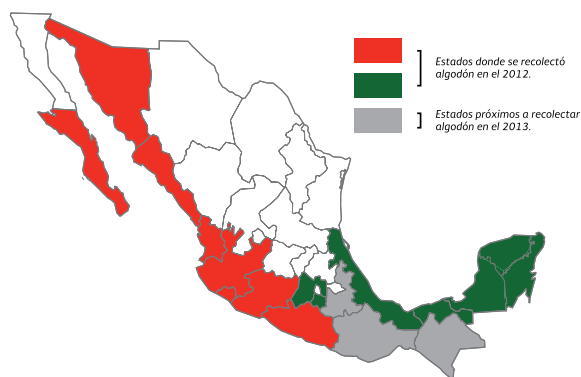 Estados donde se recolectó
algodón en el 2012.
Estados próximos a recolectar
algodón en el 2013.